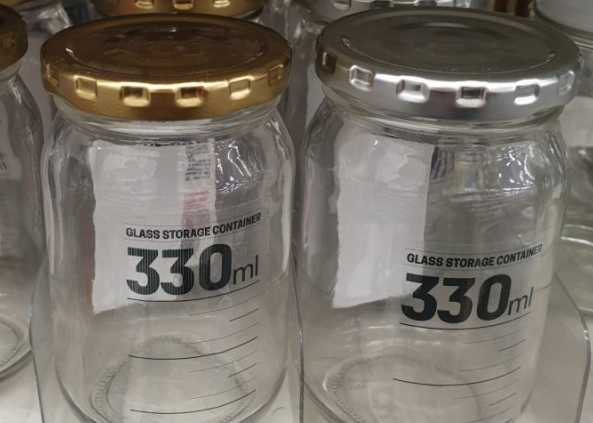 GLASS STORAGE CONTAINER
330ml
GLASS STORAGE CONTAINER
330ml